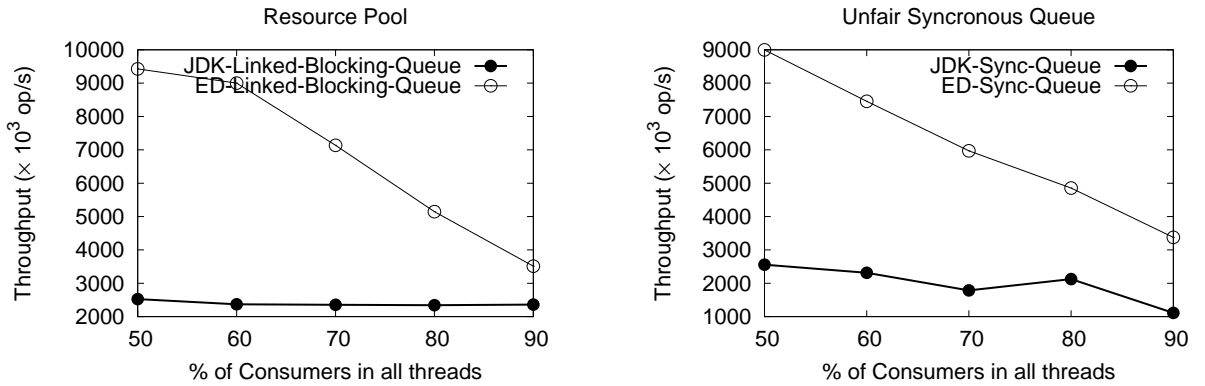 Resource Pool
Throughput (× 10³ op/s)
10000
9000
8000
7000
6000
5000
4000
3000
2000
JDK-Linked-Blocking-Queue
ED-Linked-Blocking-Queue
50 60 70 80 90
% of Consumers in all threads
Unfair Syncronous Queue
Throughput (× 10³ op/s)
9000
8000
7000
6000
5000
4000
3000
2000
1000
JDK-Sync-Queue
ED-Sync-Queue
50 60 70 80 90
% of Consumers in all threads